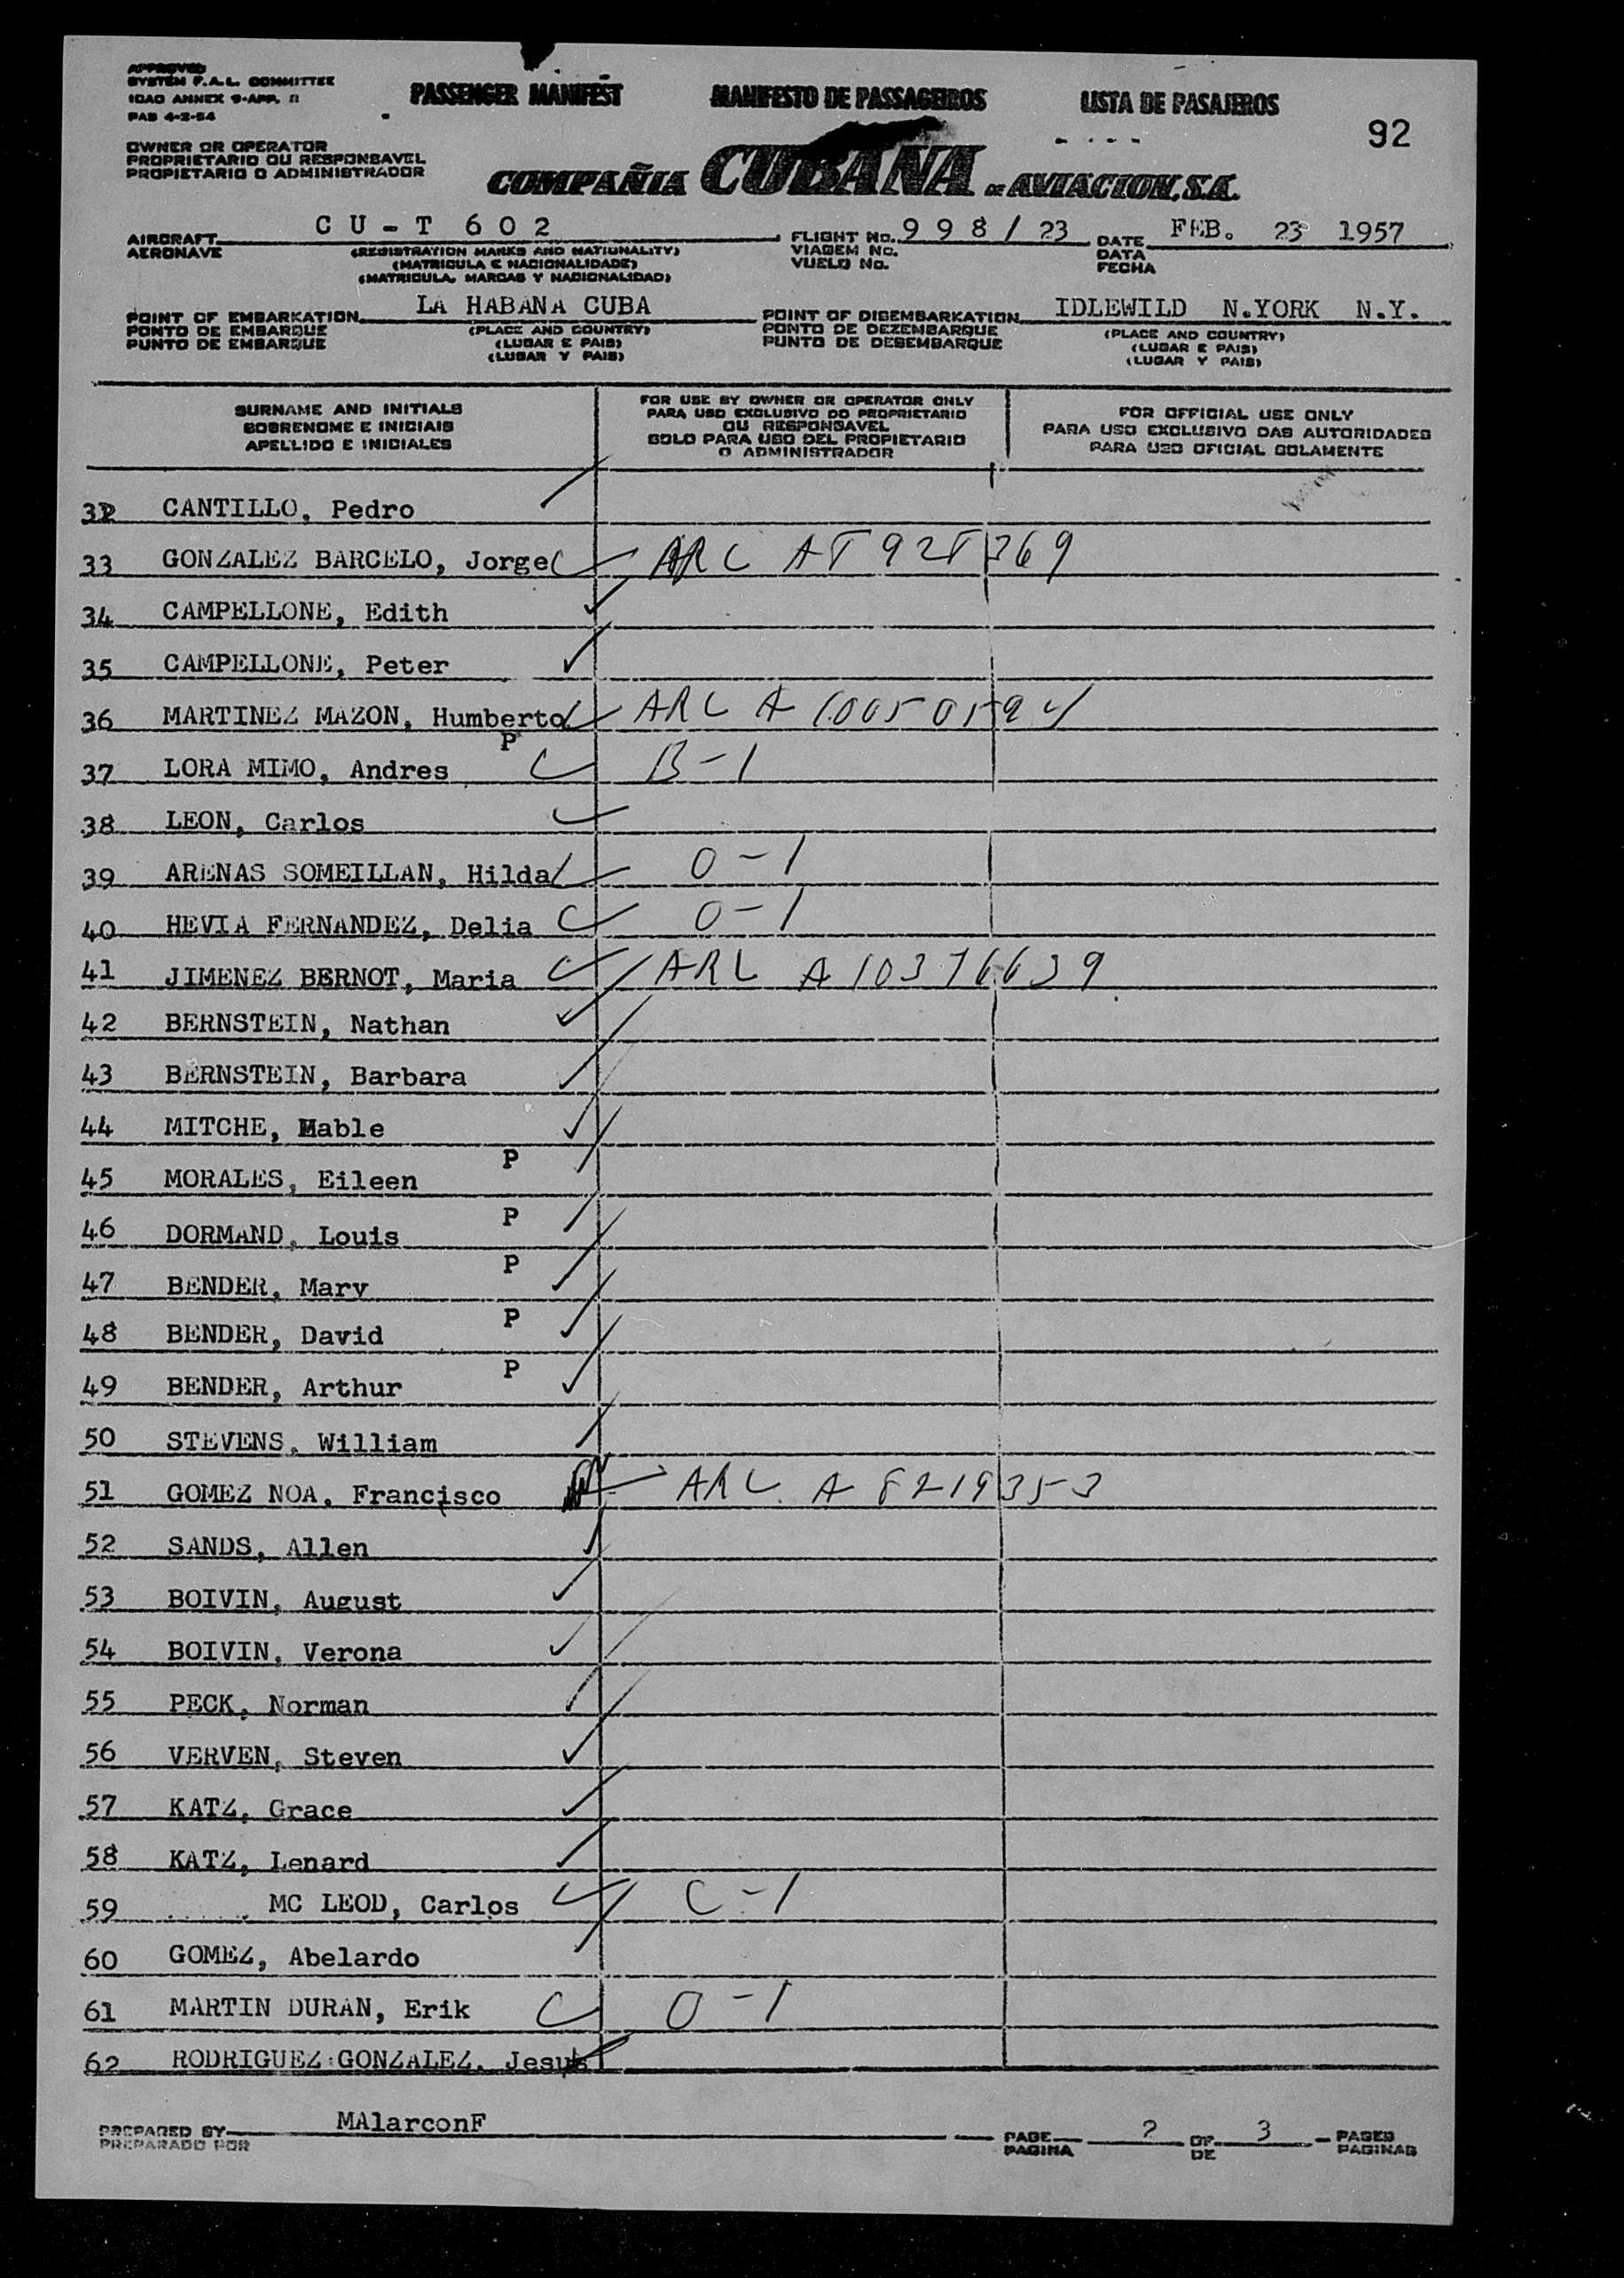 APPROVED
SYSTEM F.A.L. COMMITTEE
ICAO ANNEX 9-APP. II
PAB 4-2-54
PASSENGER MANIFEST MANIFESTO DE PASSAGEIROS LISTA DE PASAJEROS
92
OWNER OR OPERATOR
PROPRIETARIO OU RESPONSAVEL
PROPIETARIO O ADMINISTRADOR
COMPAÑIA CUBANA DE AVIACION, S.A.
AIRCRAFT C U - T 6 0 2 FLIGHT No. 9 9 8 / 23 DATE FEB. 23 1957
AERONAVE (REGISTRATION MARKS AND NATIONALITY) VIAGEM No. DATA
(MATRICULA E NACIONALIDADE) VUELO No. FECHA
(MATRICULA, MARCAS Y NACIONALIDAD)
POINT OF EMBARKATION LA HABANA CUBA POINT OF DISEMBARKATION IDLEWILD N.YORK N.Y.
PONTO DE EMBARQUE (PLACE AND COUNTRY) PONTO DE DEZEMBARQUE (PLACE AND COUNTRY)
PUNTO DE EMBARQUE (LUGAR E PAIS) PUNTO DE DESEMBARQUE (LUGAR E PAIS)
(LUGAR Y PAIS) (LUGAR Y PAIS)
SURNAME AND INITIALS
SOBRENOME E INICIAIS
APELLIDO E INICIALES
FOR USE BY OWNER OR OPERATOR ONLY
PARA USO EXCLUSIVO DO PROPRIETARIO
OU RESPONSAVEL
SOLO PARA USO DEL PROPIETARIO
O ADMINISTRADOR
FOR OFFICIAL USE ONLY
PARA USO EXCLUSIVO DAS AUTORIDADES
PARA USO OFICIAL SOLAMENTE
32 CANTILLO, Pedro
33 GONZALEZ BARCELO, Jorge ARC
34 CAMPELLONE, Edith
35 CAMPELLONE, Peter
36 MARTINEZ MAZON, Humberto ARC A
P
37 LORA MIMO, Andres B-1
38 LEON, Carlos
39 ARENAS SOMEILLAN, Hilda O-1
40 HEVIA FERNANDEZ, Delia O-1
41 JIMENEZ BERNOT, Maria ARC A10376639
42 BERNSTEIN, Nathan
43 BERNSTEIN, Barbara
44 MITCHE, Mable
45 MORALES, Eileen P
46 DORMAND, Louis P
47 BENDER, Mary P
48 BENDER, David P
49 BENDER, Arthur P
50 STEVENS, William
51 GOMEZ NOA, Francisco ARC A 8219353
52 SANDS, Allen
53 BOIVIN, August
54 BOIVIN, Verona
55 PECK, Norman
56 VERVEN, Steven
57 KATZ, Grace
58 KATZ, Lenard
59 MC LEOD, Carlos C-1
60 GOMEZ, Abelardo
61 MARTIN DURAN, Erik O-1
62 RODRIGUEZ GONZALEZ, Jesus
PREPARED BY MAlarconF PAGE 2 OF 3 PAGES
PREPARADO POR PAGINA DE PAGINAS